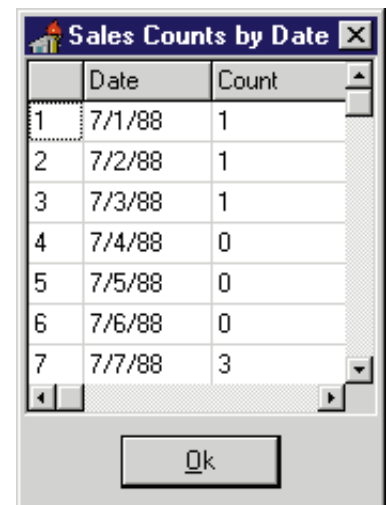 Sales Counts by Date
Date Count
1 7/1/88 1
2 7/2/88 1
3 7/3/88 1
4 7/4/88 0
5 7/5/88 0
6 7/6/88 0
7 7/7/88 3
Ok